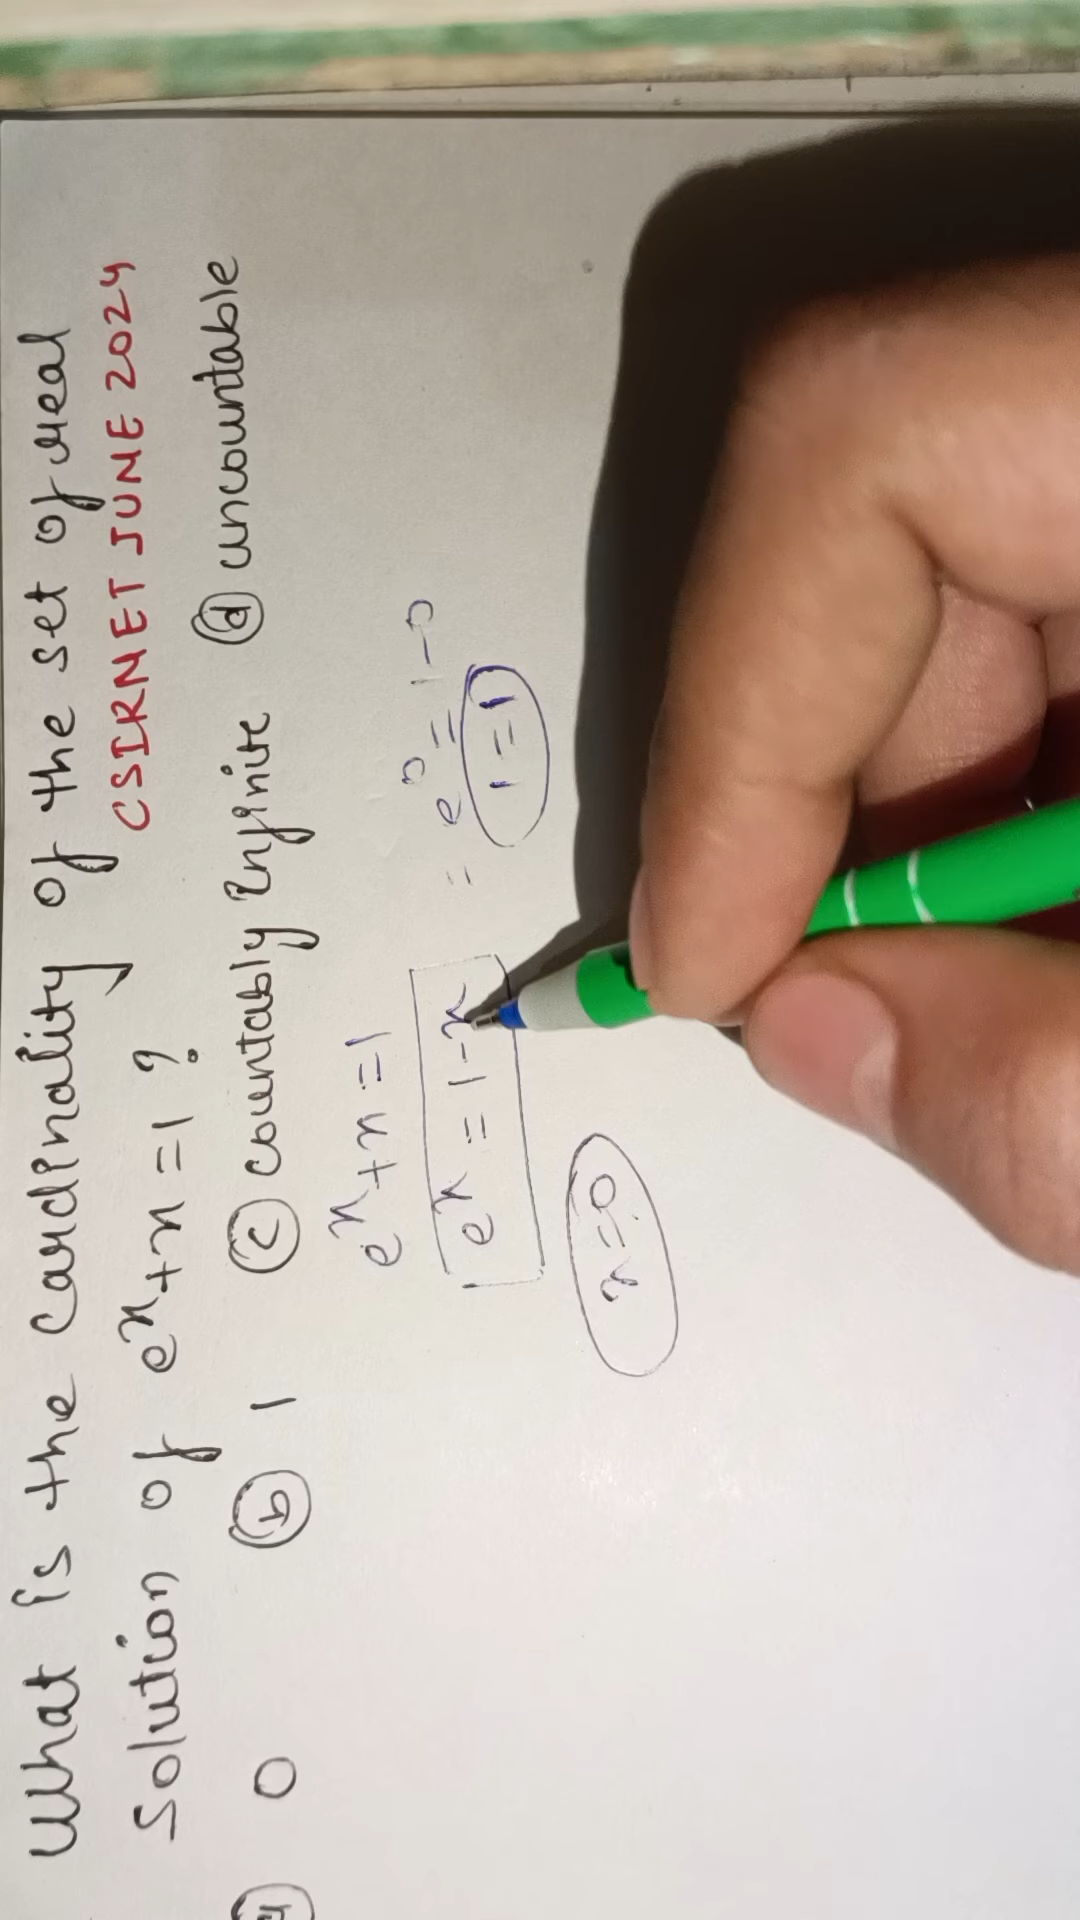 What is the cardinality of the set of real
Solution of eˣ+x=1 ? CSIRNET JUNE 2024
(a) 0 (b) 1 (c) countably Infinite (d) uncountable
eˣ+x=1
eˣ = 1-x = e⁰ = 1-0
1 = 1
x=0